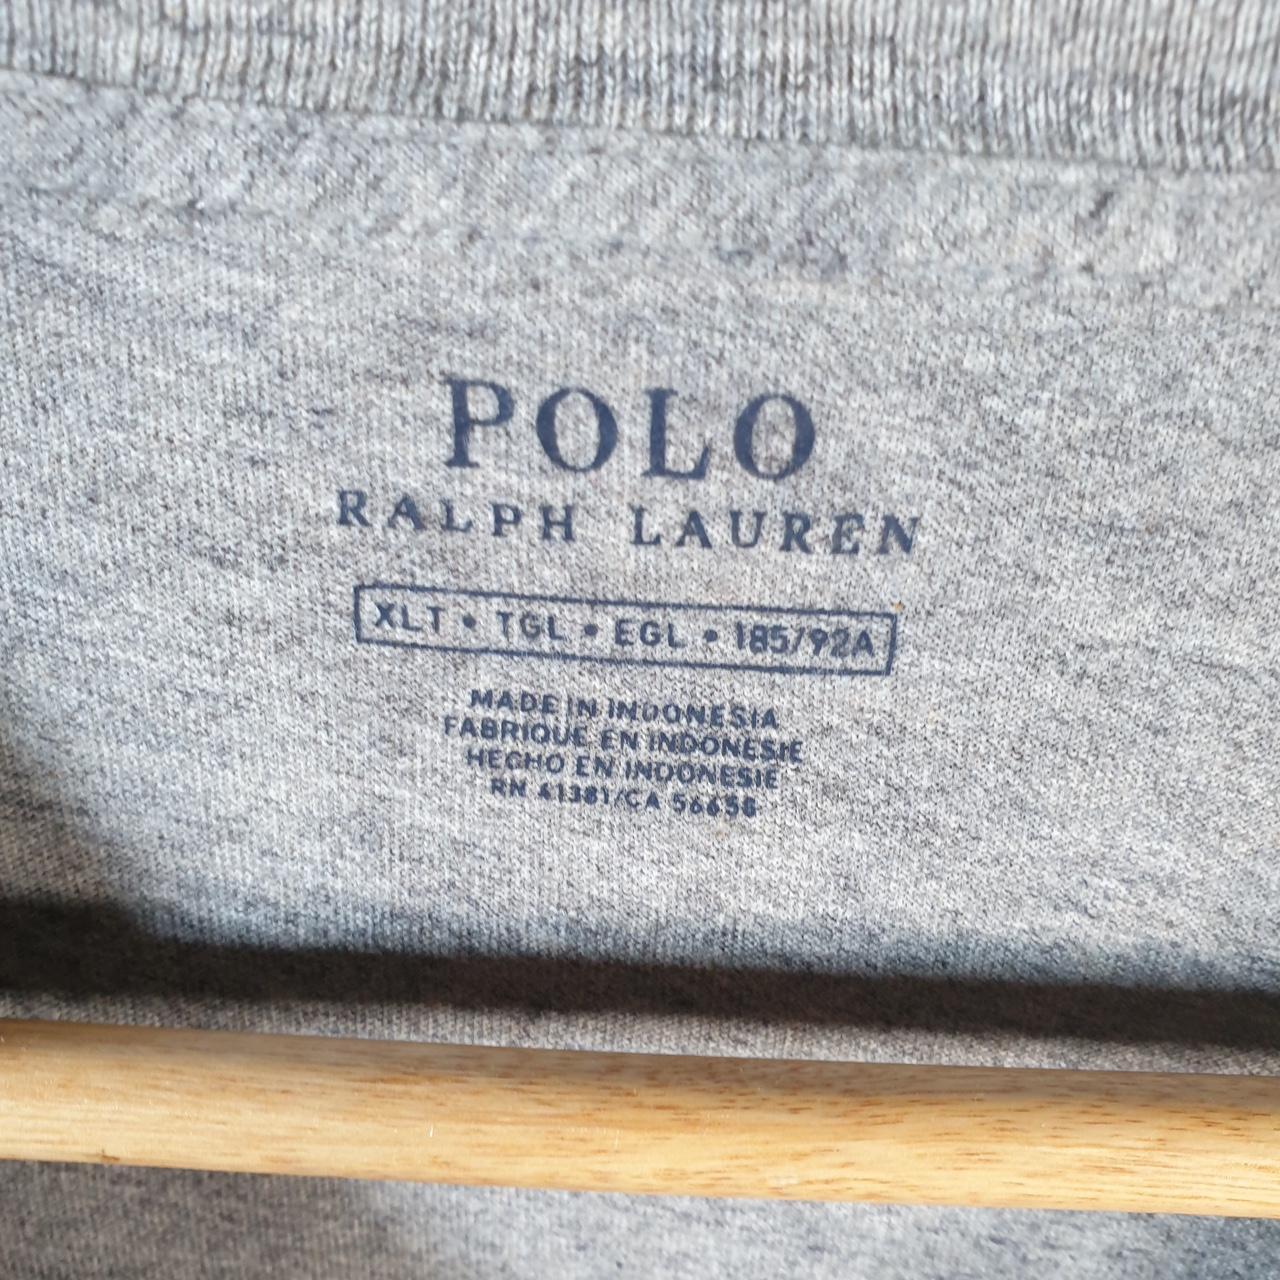 POLO
RALPH LAUREN
XLT • TGL • EGL • 185/92A
MADE IN INDONESIA
FABRIQUE EN INDONESIE
HECHO EN INDONESIE
RN 41381/CA 56658